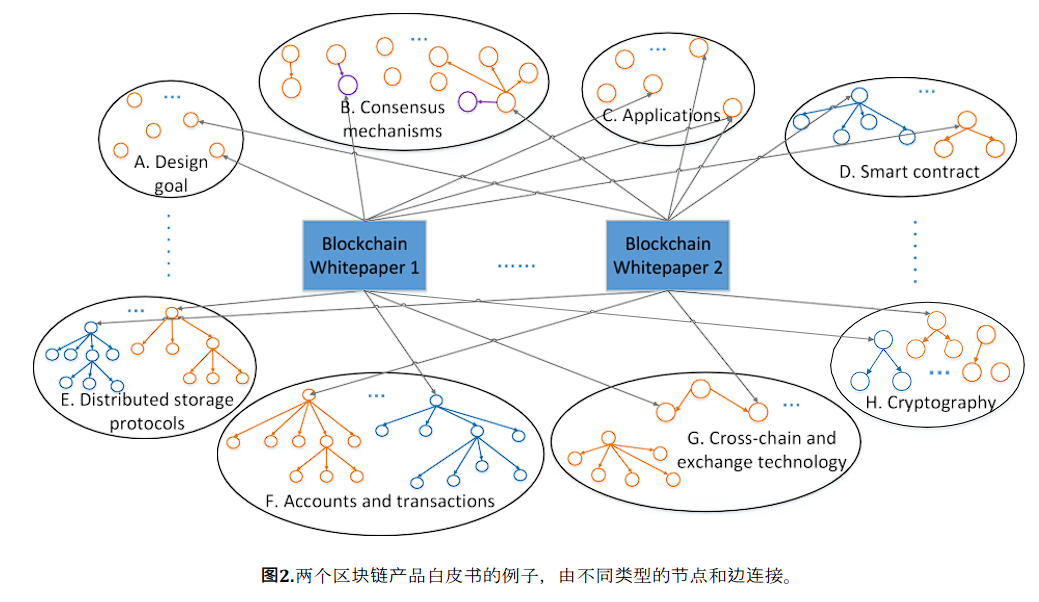 B. Consensus
mechanisms
C. Applications
A. Design
goal
D. Smart contract
Blockchain
Whitepaper 1
......
Blockchain
Whitepaper 2
E. Distributed storage
protocols
F. Accounts and transactions
G. Cross-chain and
exchange technology
H. Cryptography
图2.两个区块链产品白皮书的例子，由不同类型的节点和边连接。